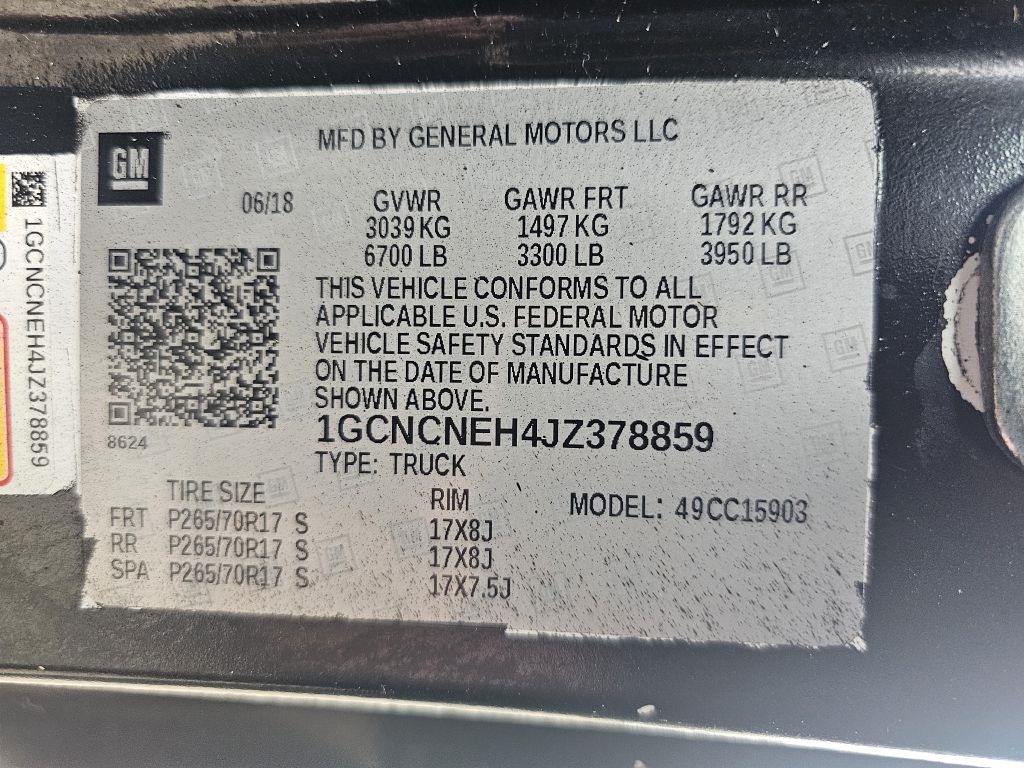 GM
MFD BY GENERAL MOTORS LLC
06/18
GVWR GAWR FRT GAWR RR
3039 KG 1497 KG 1792 KG
6700 LB 3300 LB 3950 LB
THIS VEHICLE CONFORMS TO ALL
APPLICABLE U.S. FEDERAL MOTOR
VEHICLE SAFETY STANDARDS IN EFFECT
ON THE DATE OF MANUFACTURE
SHOWN ABOVE.
8624
1GCNCNEH4JZ378859
TYPE: TRUCK
TIRE SIZE RIM MODEL: 49CC15903
FRT P265/70R17 S 17X8J
RR P265/70R17 S 17X8J
SPA P265/70R17 S 17X7.5J
1GCNCNEH4JZ378859